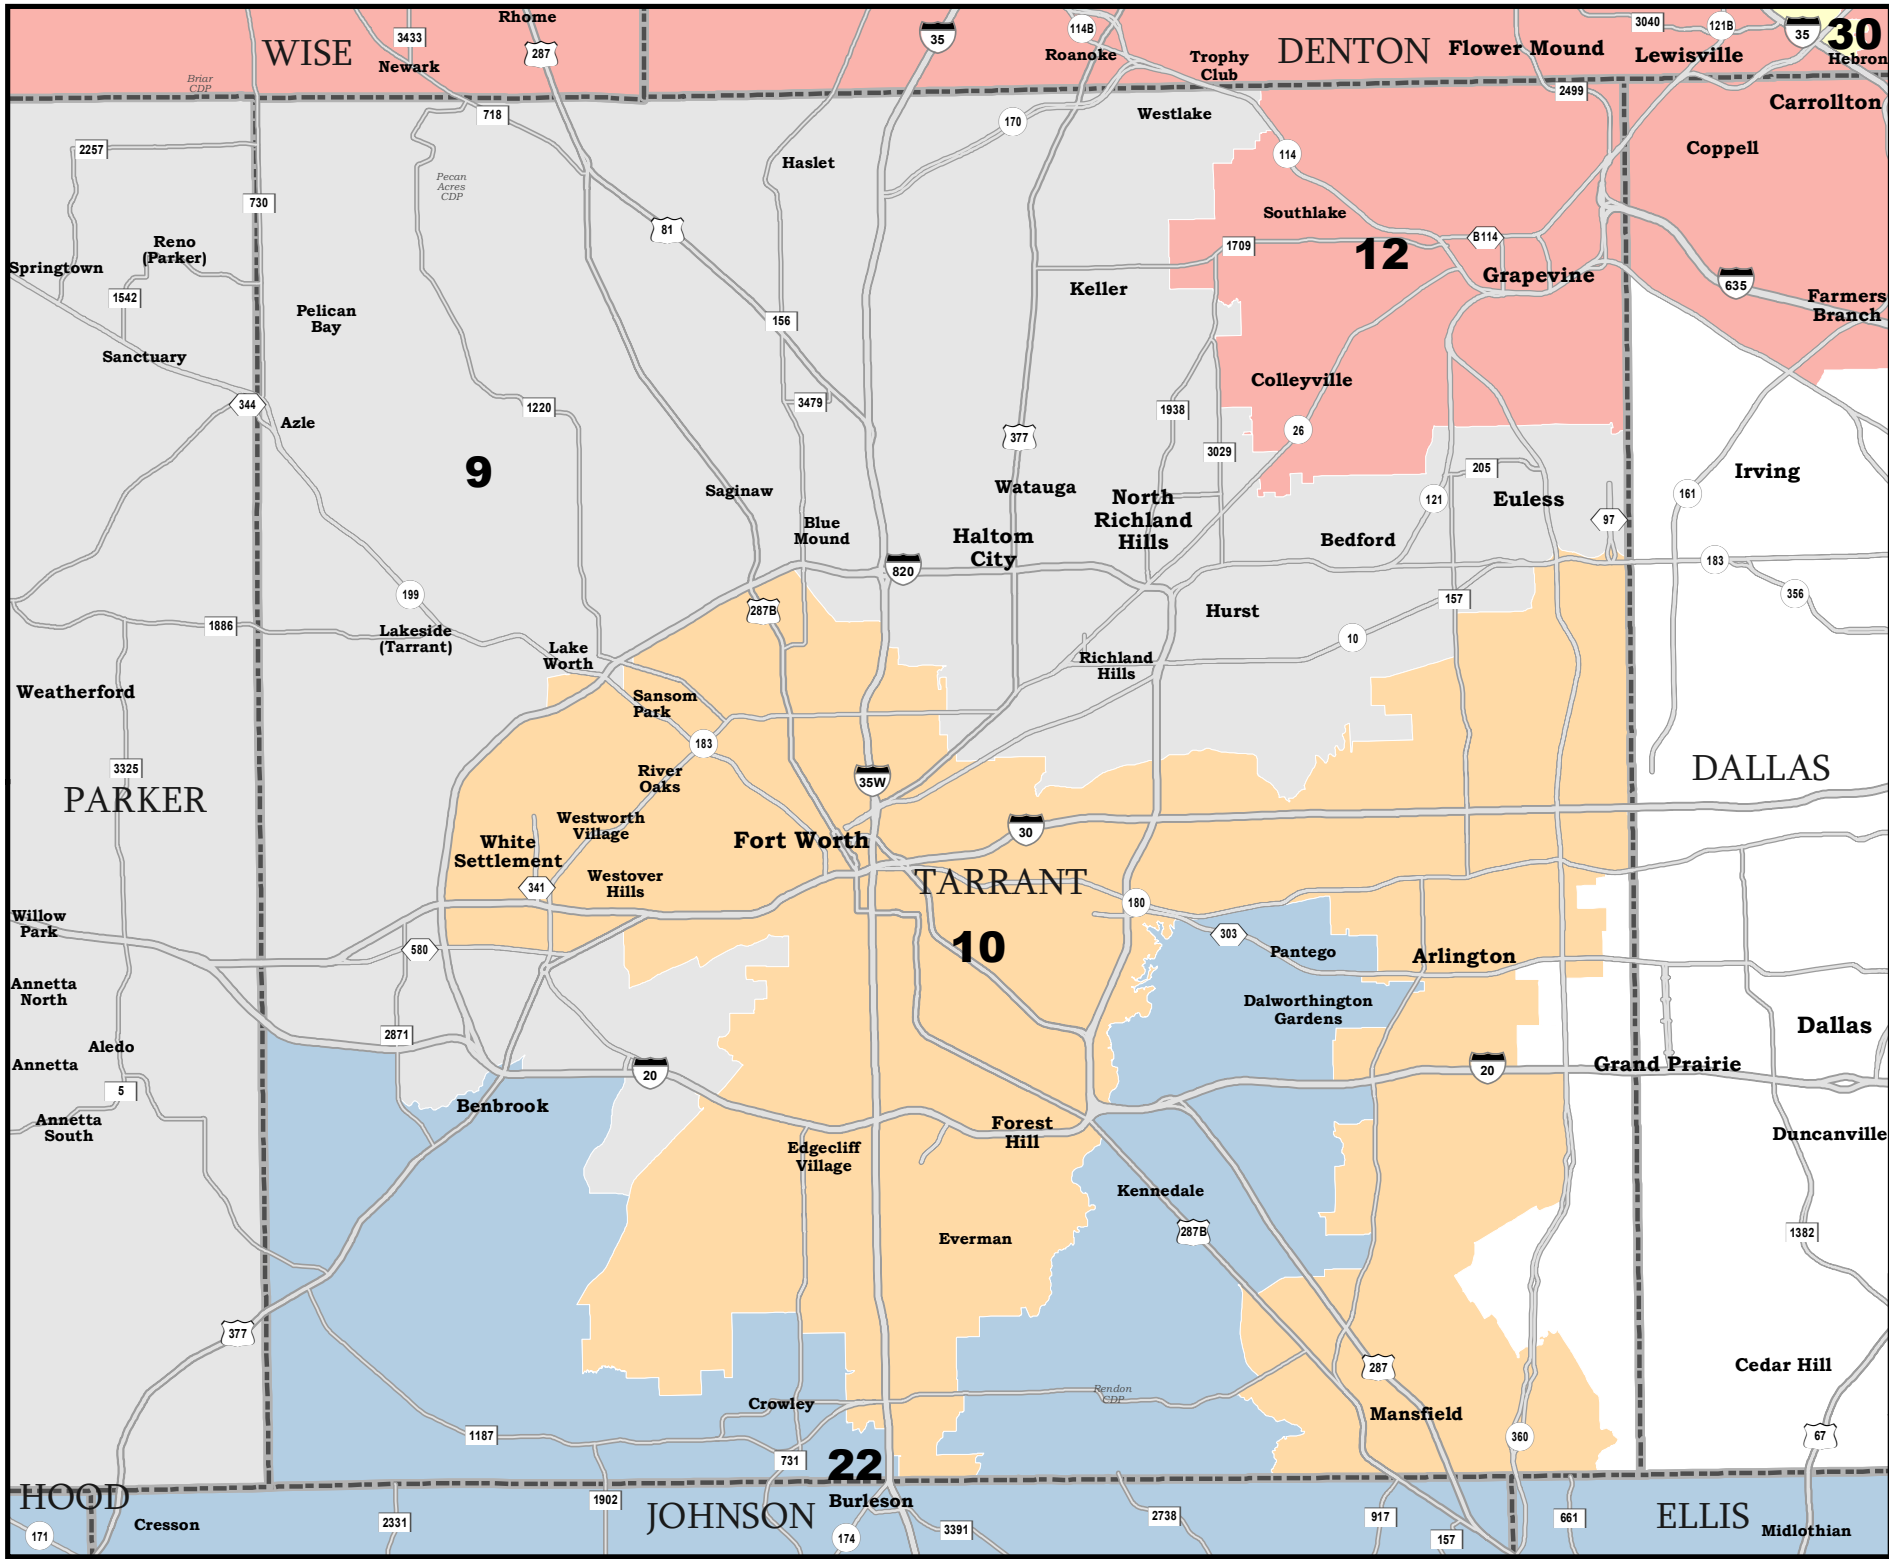 Rhome
3433
WISE
287
Newark
Briar
CDP
35
114B
Roanoke
Trophy
Club
DENTON
Flower Mound
3040
121B
Lewisville
35
30
Hebron
2499
Carrollton
718
170
Westlake
2257
Haslet
114
Coppell
Pecan
Acres
CDP
730
Southlake
81
Reno
(Parker)
1709
12
B114
Springtown
Grapevine
635
1542
Keller
Farmers
Branch
Pelican
Bay
156
Sanctuary
Colleyville
344
Azle
1220
3479
1938
26
377
3029
9
205
Irving
Saginaw
Watauga
North
Richland
Hills
121
Euless
161
Blue
Mound
Haltom
City
97
Bedford
820
183
199
287B
157
356
Hurst
1886
Lakeside
(Tarrant)
10
Lake
Worth
Richland
Hills
Weatherford
Sansom
Park
183
3325
River
Oaks
35W
DALLAS
PARKER
Westworth
Village
30
White
Settlement
Fort Worth
341
Westover
Hills
TARRANT
180
Willow
Park
303
580
10
Pantego
Arlington
Annetta
North
Dalworthington
Gardens
2871
Dallas
Aledo
Annetta
20
20
Grand Prairie
5
Benbrook
Annetta
South
Forest
Hill
Duncanville
Edgecliff
Village
Kennedale
287B
1382
Everman
377
287
Cedar Hill
Rendon
CDP
Crowley
Mansfield
1187
360
67
731
22
HOOD
1902
Burleson
JOHNSON
171
Cresson
2331
174
3391
2738
917
157
661
ELLIS
Midlothian